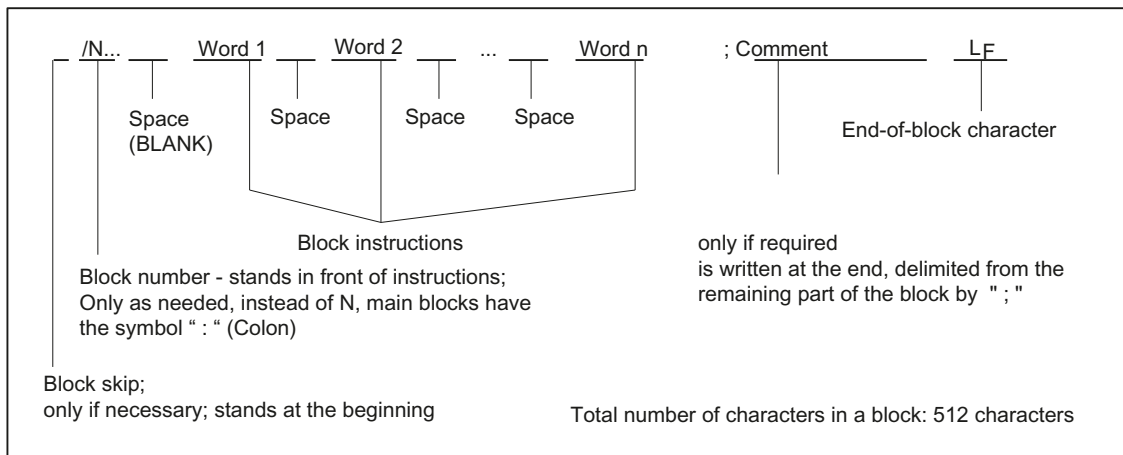 /N... Word 1 Word 2 ... Word n ; Comment LF
Space Space Space Space
(BLANK)
End-of-block character
Block instructions
only if required
is written at the end, delimited from the
remaining part of the block by " ; "
Block number - stands in front of instructions;
Only as needed, instead of N, main blocks have
the symbol “ : “ (Colon)
Block skip;
only if necessary; stands at the beginning
Total number of characters in a block: 512 characters